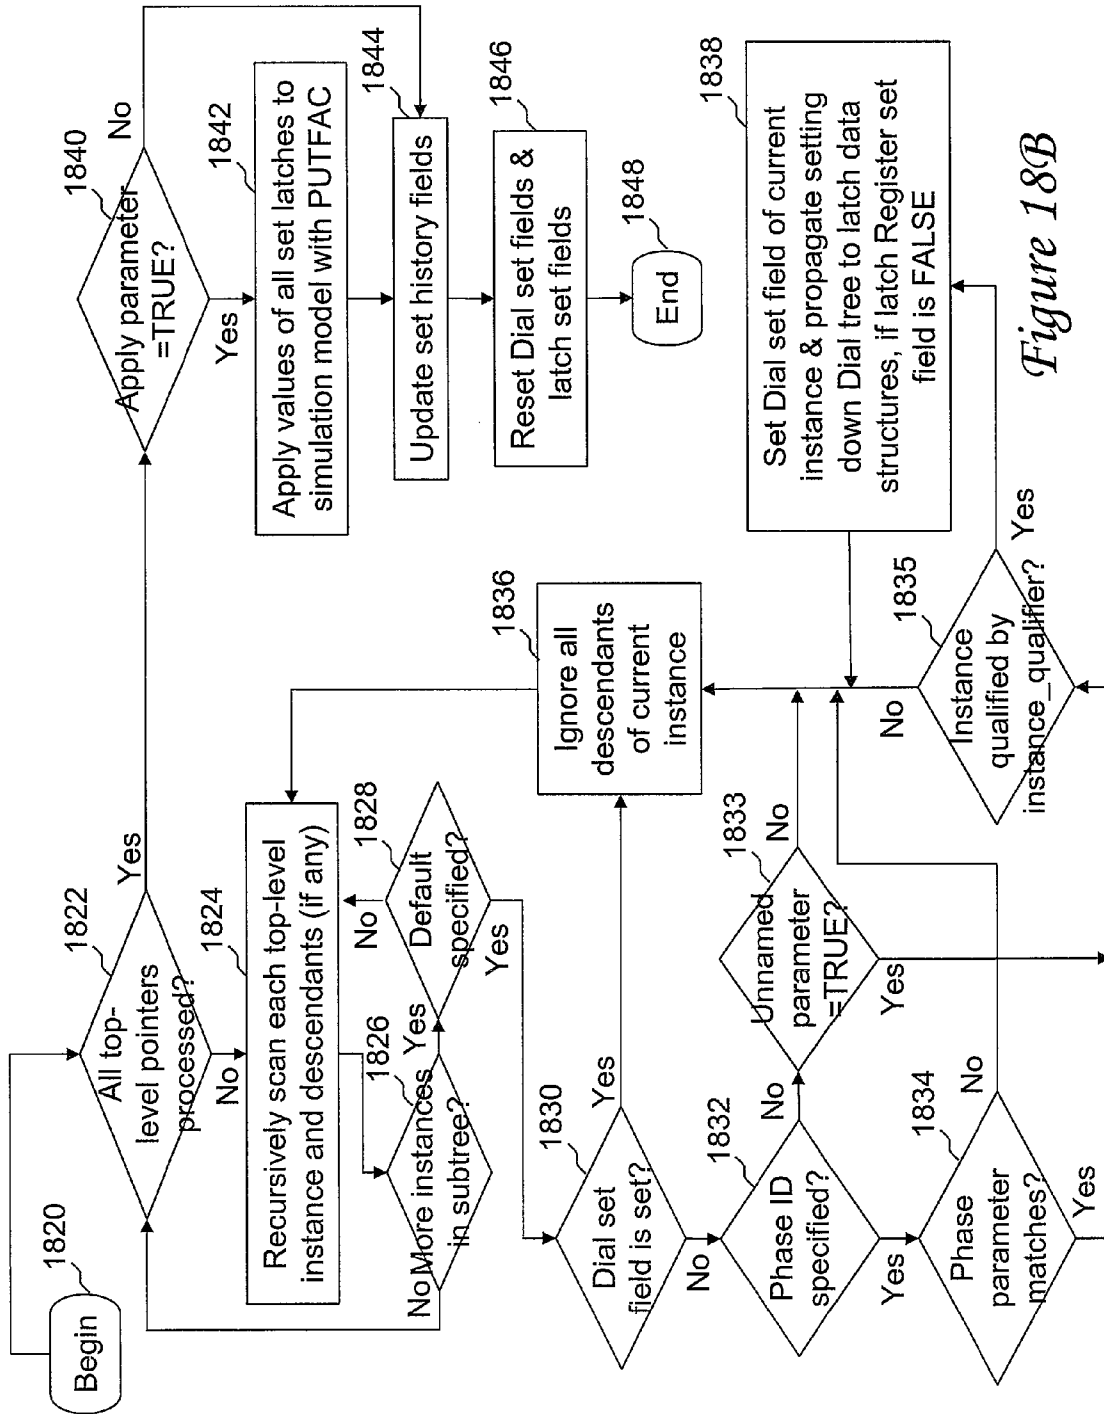 Begin
1820
All top-
level pointers
processed?
1822
Yes
No
Recursively scan each top-level
instance and descendants (if any)
1824
More instances
in subtree?
1826
No
Yes
Default
specified?
1828
No
Yes
Dial set
field is set?
1830
Yes
No
Phase ID
specified?
1832
No
Yes
Unnamed
parameter
=TRUE?
1833
No
Yes
Phase
parameter
matches?
1834
No
Yes
Instance
qualified by
instance_qualifier?
1835
No
Yes
Ignore all
descendants
of current
instance
1836
Set Dial set field of current
instance & propagate setting
down Dial tree to latch data
structures, if latch Register set
field is FALSE
1838
Apply parameter
=TRUE?
1840
No
Yes
Apply values of all set latches to
simulation model with PUTFAC
1842
Update set history fields
1844
Reset Dial set fields &
latch set fields
1846
End
1848
Figure 18B